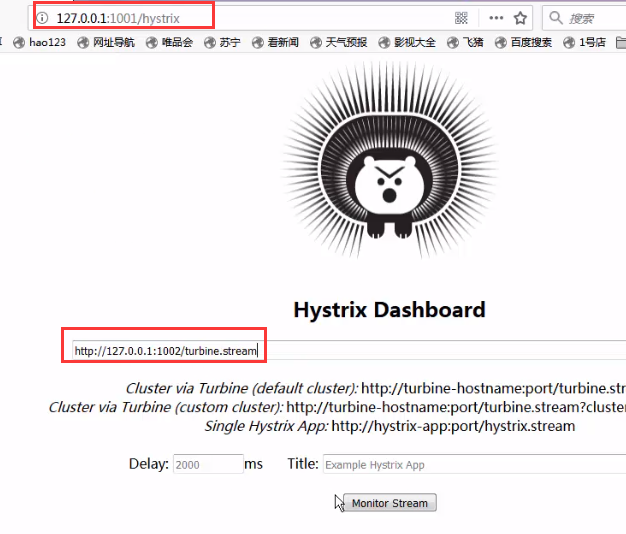 127.0.0.1:1001/hystrix
搜索
hao123 网址导航 唯品会 苏宁 看新闻 天气预报 影视大全 飞猪 百度搜索 1号店
Hystrix Dashboard
http://127.0.0.1:1002/turbine.stream
Cluster via Turbine (default cluster): http://turbine-hostname:port/turbine.str
Cluster via Turbine (custom cluster): http://turbine-hostname:port/turbine.stream?cluster
Single Hystrix App: http://hystrix-app:port/hystrix.stream
Delay: 2000 ms Title: Example Hystrix App
Monitor Stream